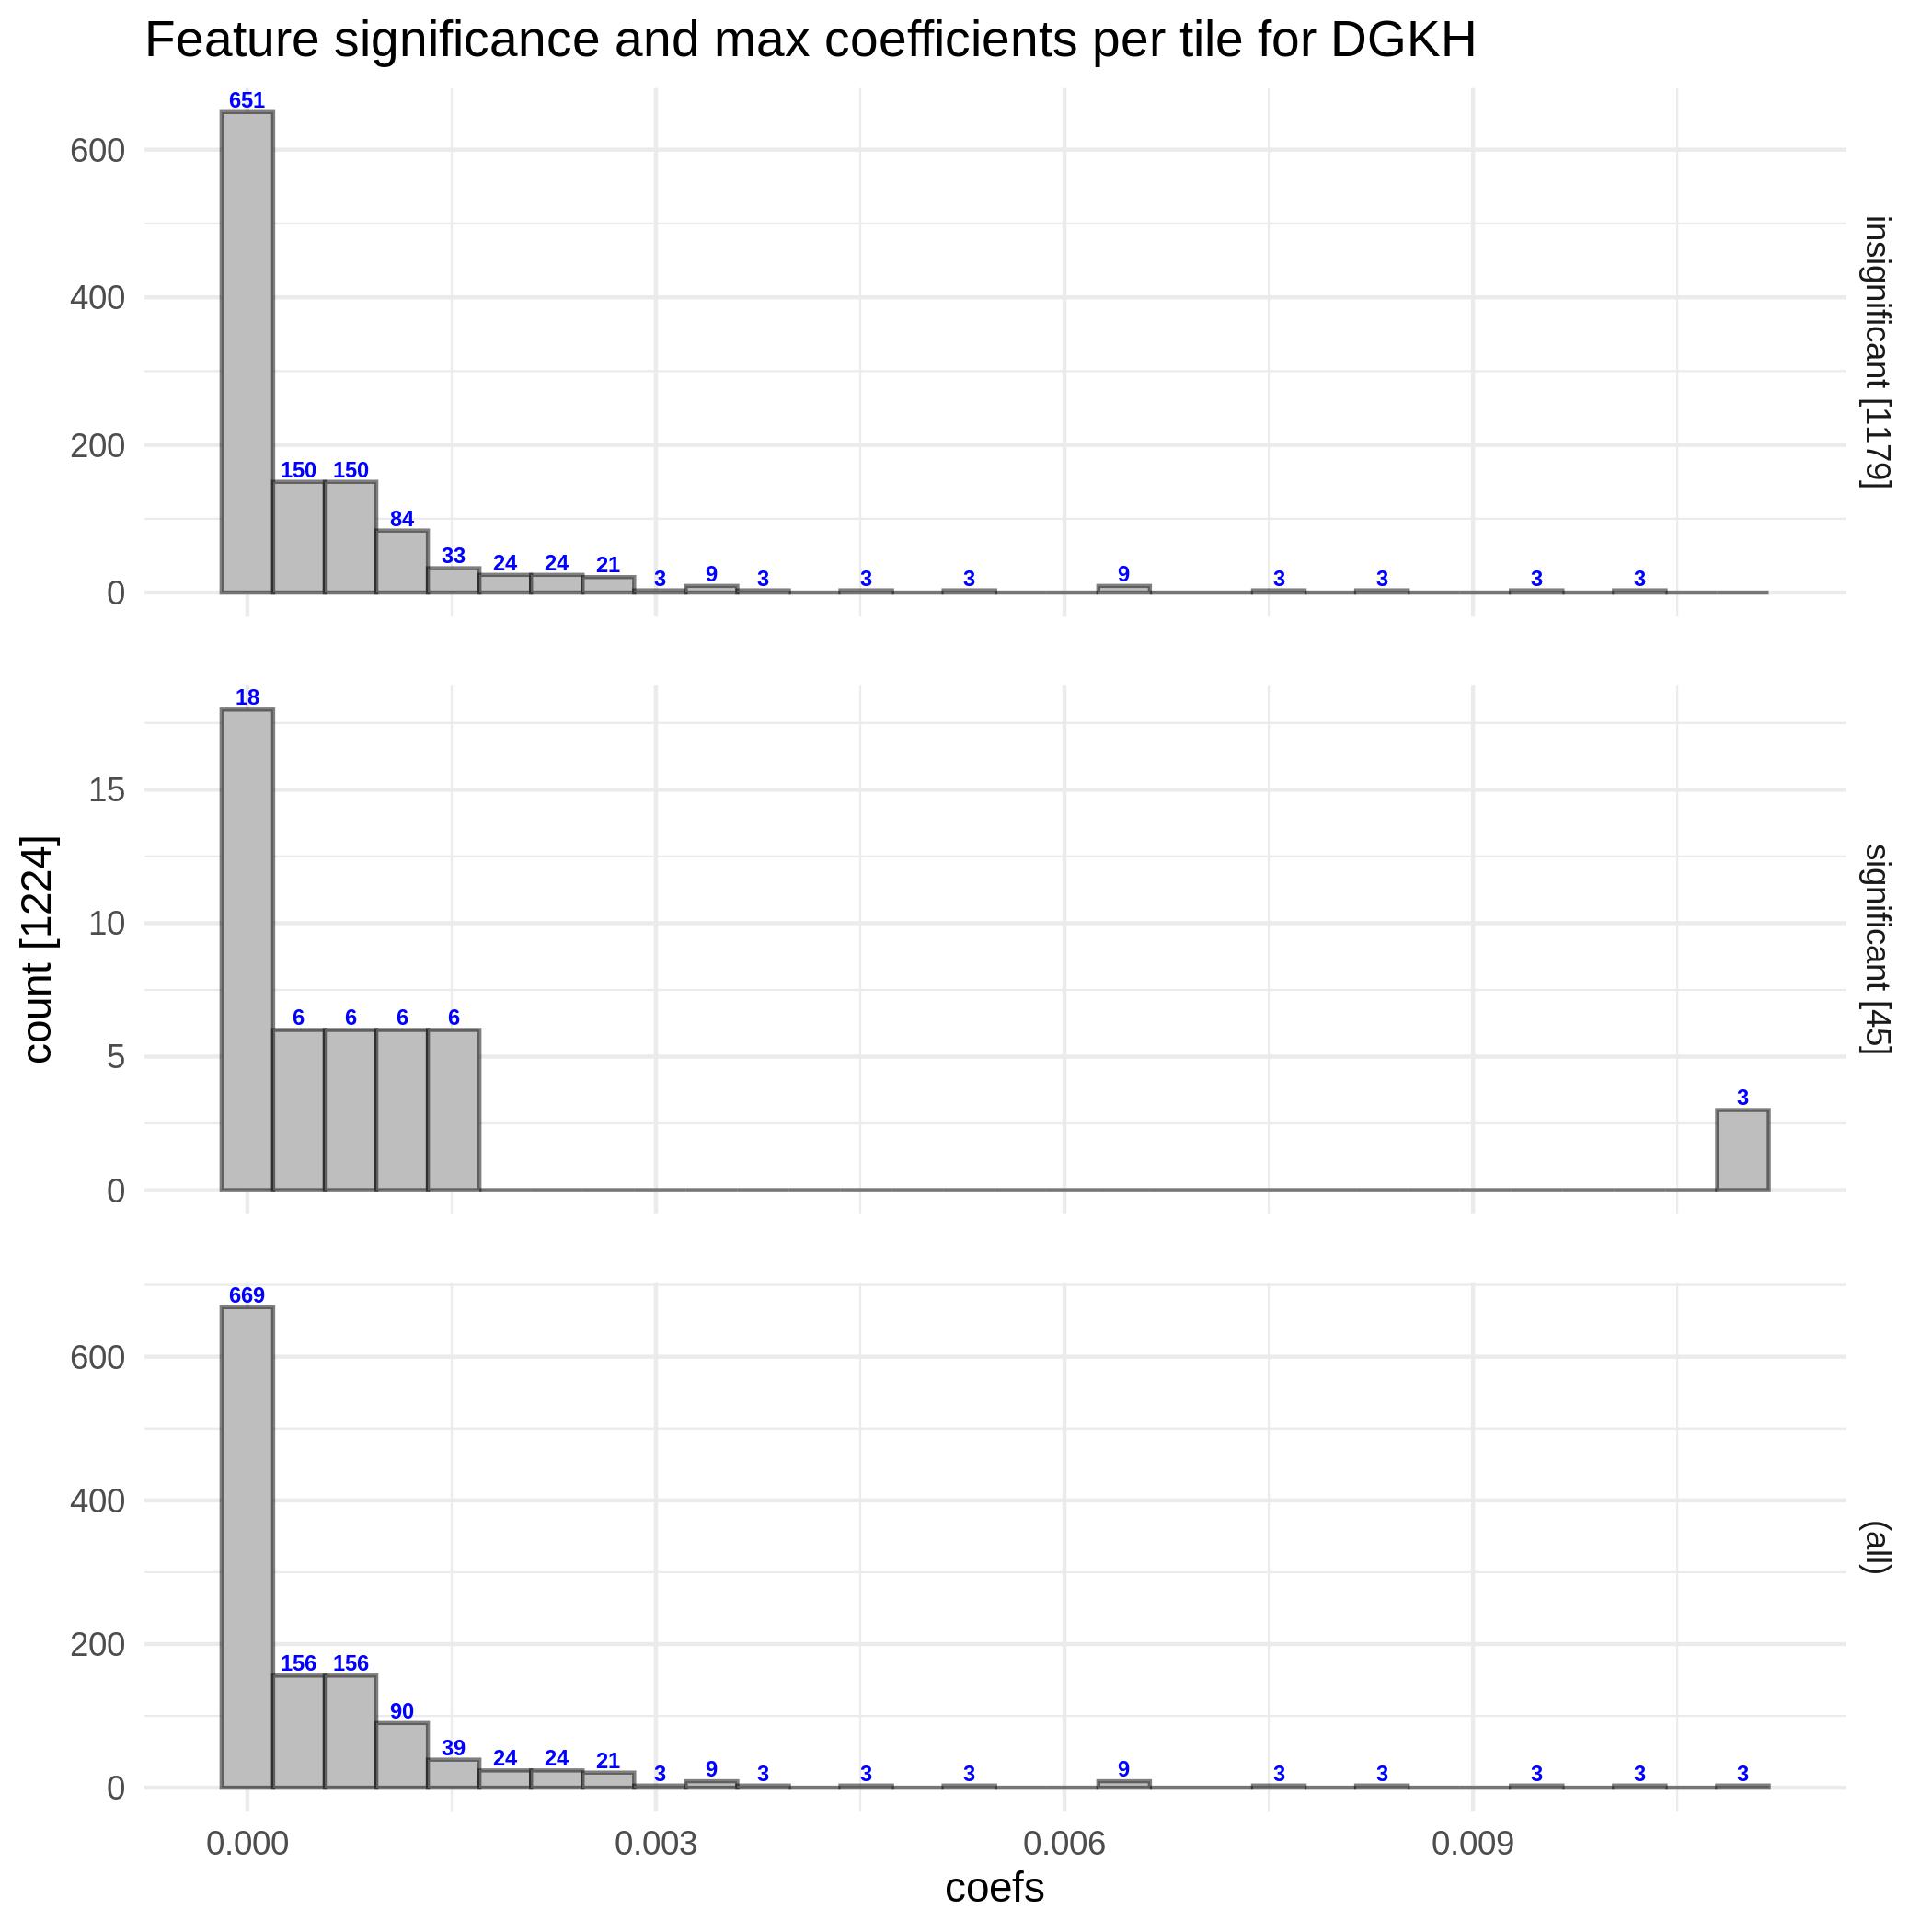 Feature significance and max coefficients per tile for DGKH
651
600
400
200
0
150 150
84
33 24 24 21 3 9 3 3 3 9 3 3 3 3
insignificant [1179]
18
15
10
5
0
6 6 6 6
3
significant [45]
count [1224]
669
600
400
200
0
156 156
90
39 24 24 21 3 9 3 3 3 9 3 3 3 3 3
(all)
0.000 0.003 0.006 0.009
coefs